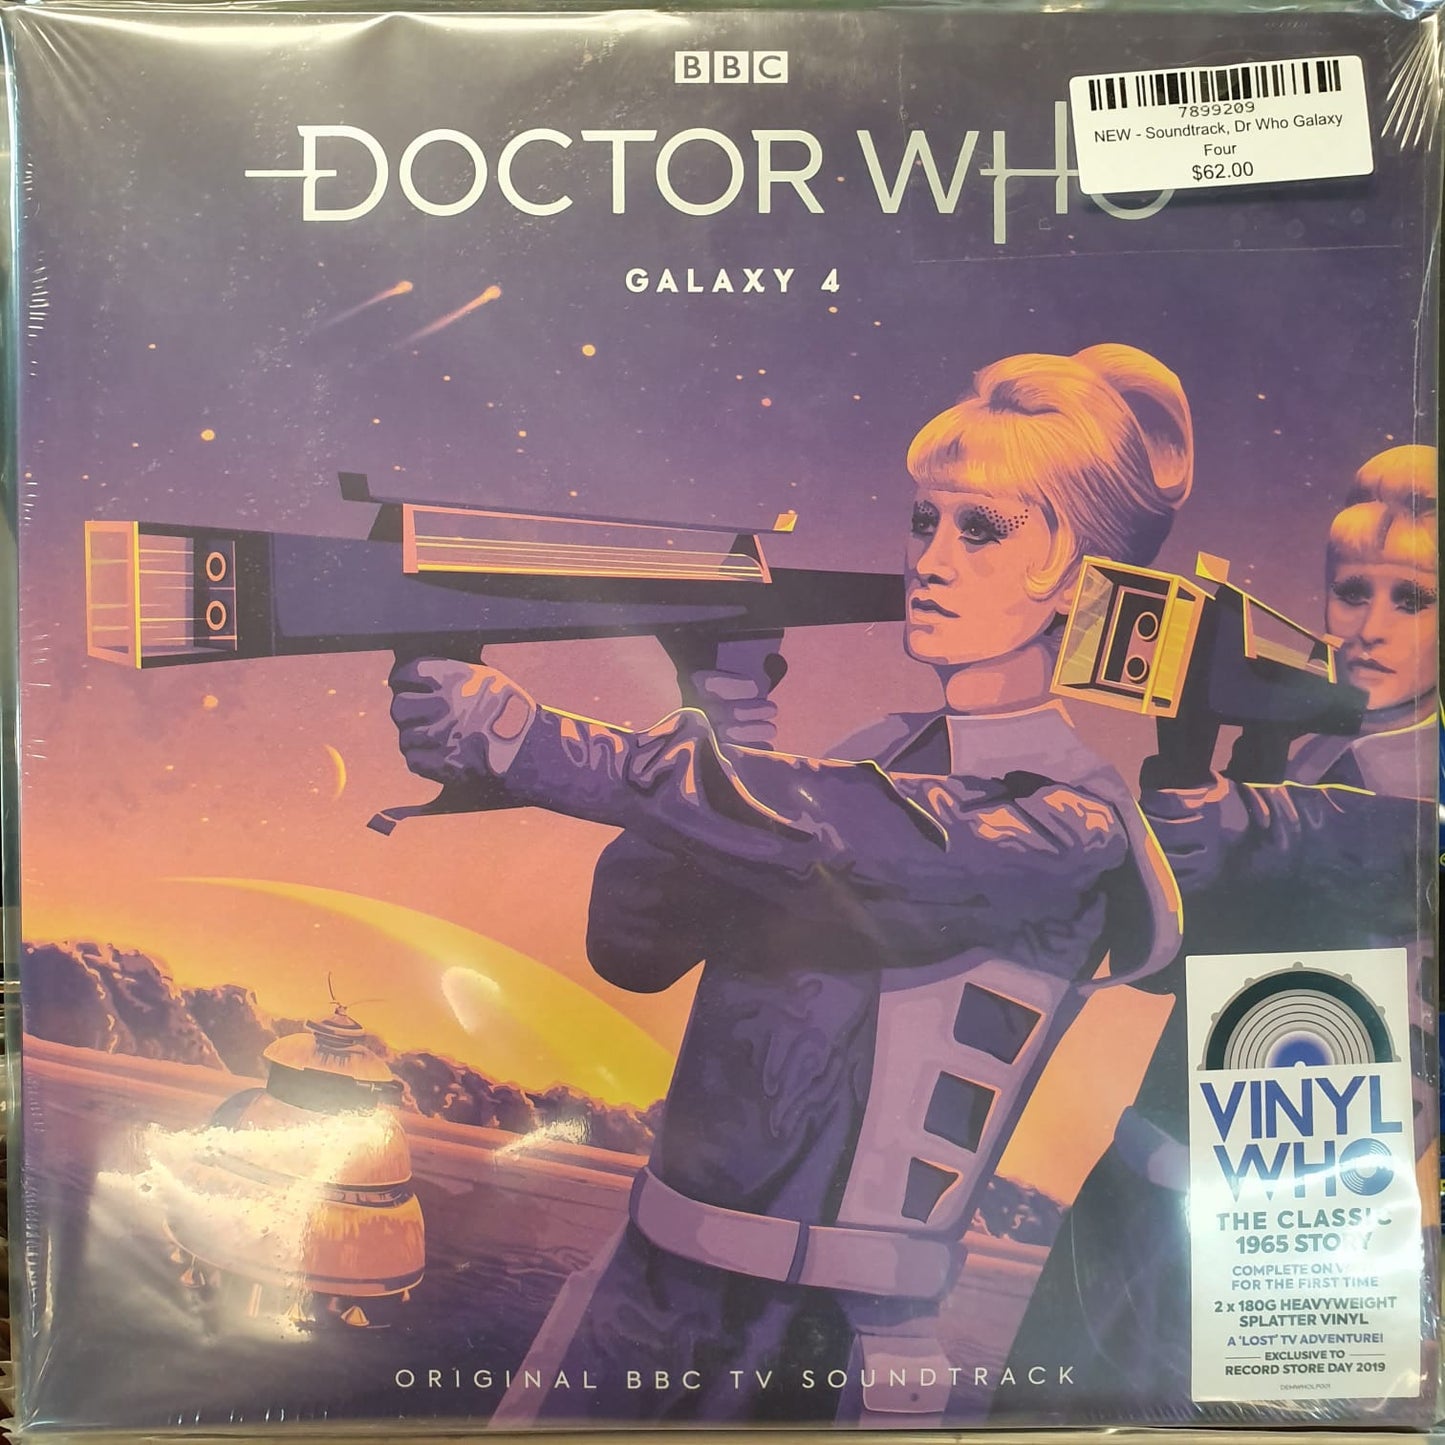 BBC
DOCTOR WHO
7899209
NEW - Soundtrack, Dr Who Galaxy
Four
$62.00
GALAXY 4
VINYL
WHO
THE CLASSIC
1965 STORY
COMPLETE ON VINYL
FOR THE FIRST TIME
2 x 180G HEAVYWEIGHT
SPLATTER VINYL
A 'LOST' TV ADVENTURE!
EXCLUSIVE TO
RECORD STORE DAY 2019
DEMWHOLP001
ORIGINAL BBC TV SOUNDTRACK